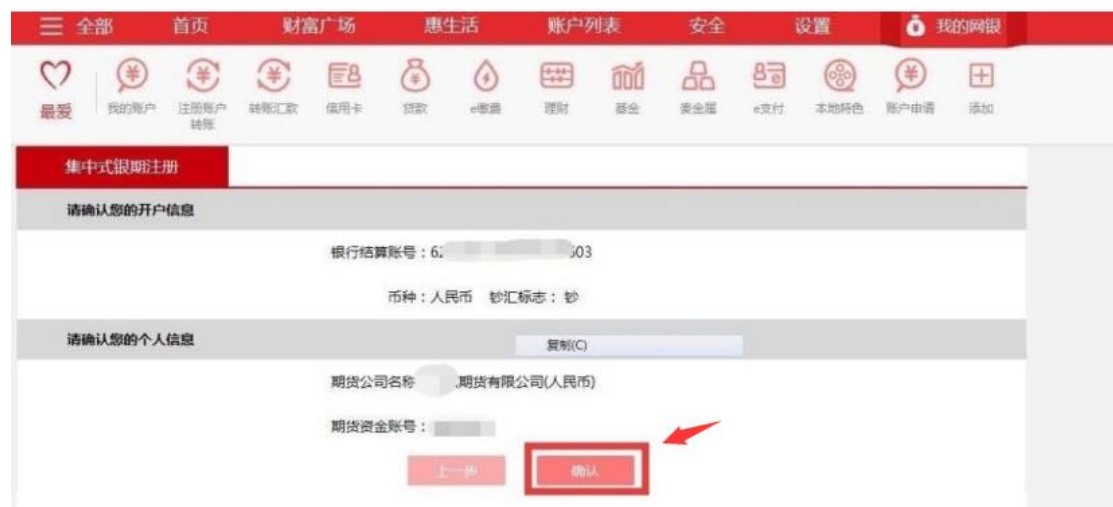 全部 首页 财富广场 惠生活 账户列表 安全 设置 我的网银
最爱 我的账户 注册账户转账 转账汇款 信用卡 贷款 e缴费 理财 基金 贵金属 e支付 本地特色 账户申请 添加
集中式银期注册
请确认您的开户信息
银行结算账号：62 603
币种：人民币 钞汇标志：钞
请确认您的个人信息
复制(C)
期货公司名称 期货有限公司(人民币)
期货资金账号：
上一步 确认